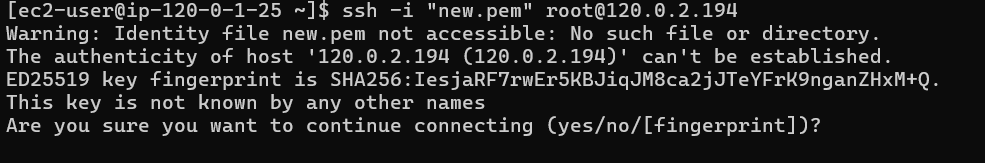 [ec2-user@ip-120-0-1-25 ~]$ ssh -i "new.pem" root@120.0.2.194
Warning: Identity file new.pem not accessible: No such file or directory.
The authenticity of host '120.0.2.194 (120.0.2.194)' can't be established.
ED25519 key fingerprint is SHA256:IesjaRF7rwEr5KBJiqJM8ca2jJTeYFrK9nganZHxM+Q.
This key is not known by any other names
Are you sure you want to continue connecting (yes/no/[fingerprint])?